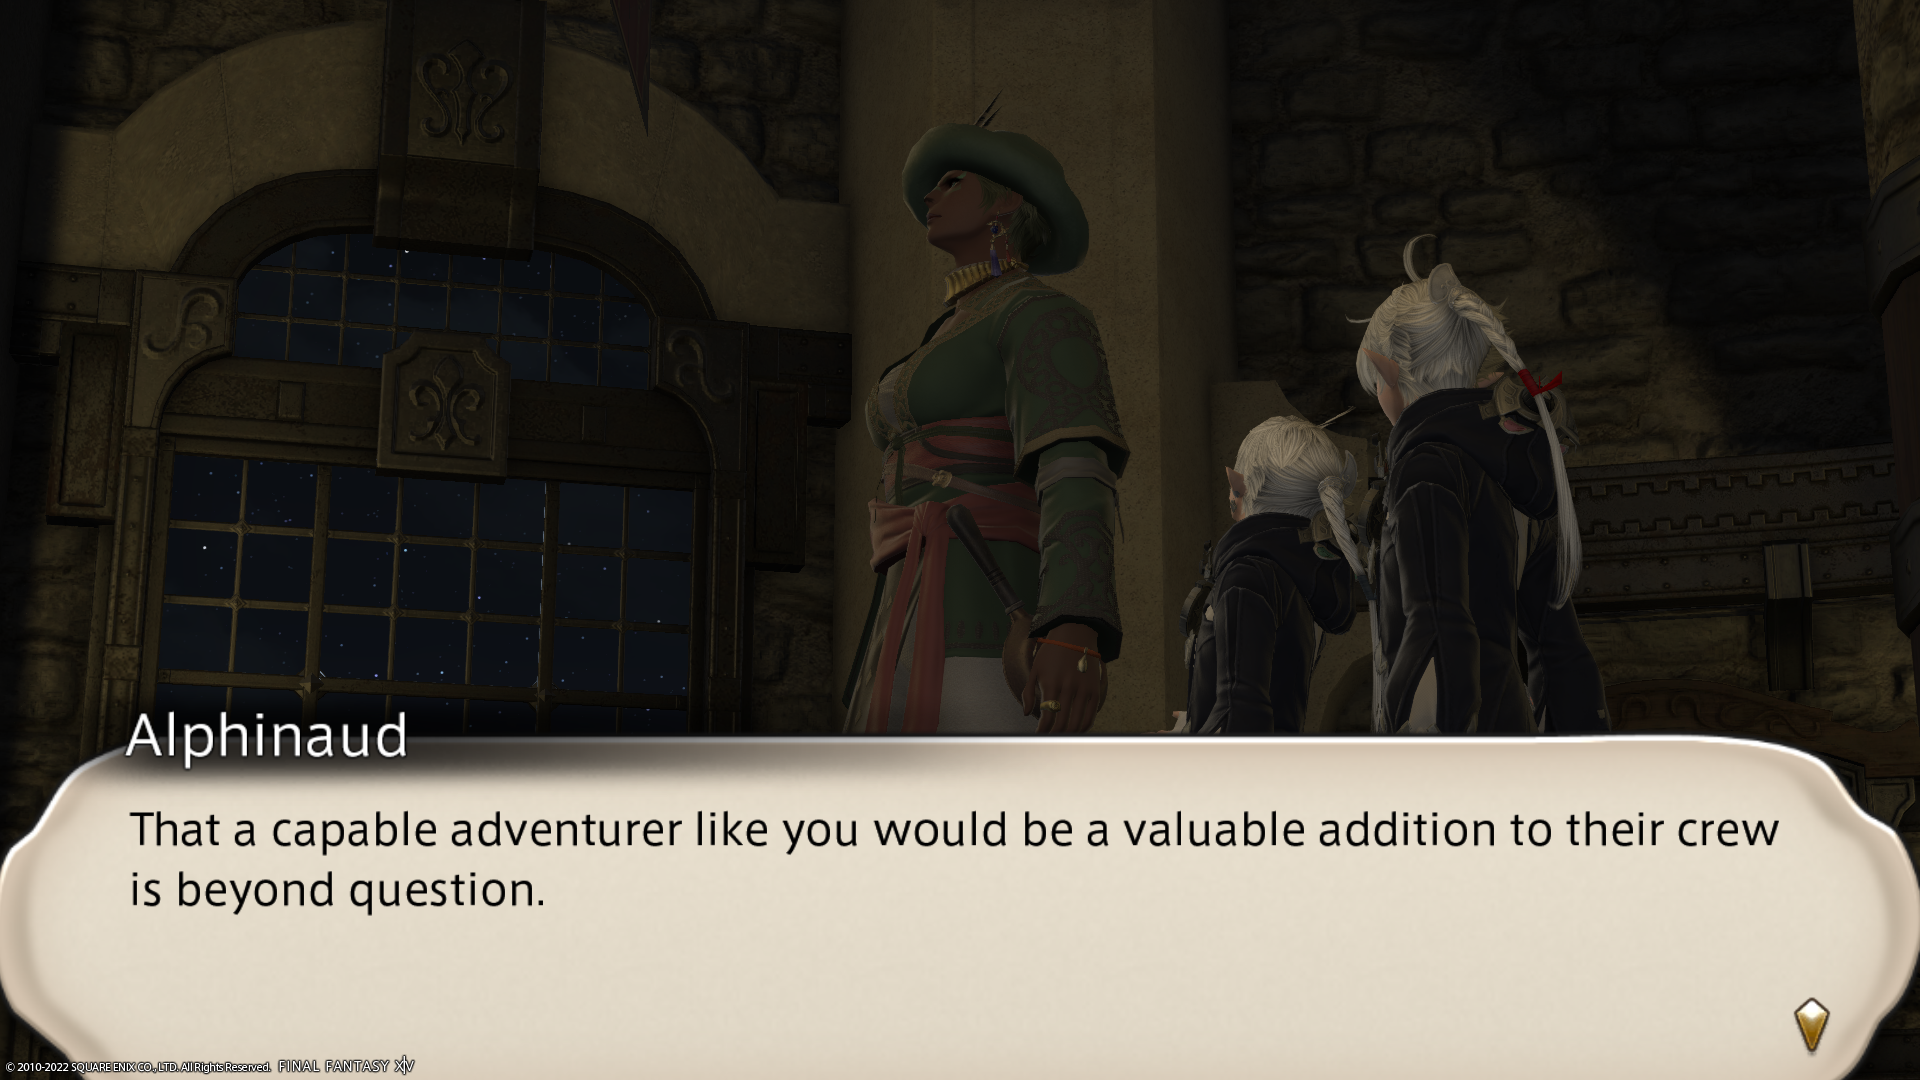 Alphinaud
That a capable adventurer like you would be a valuable addition to their crew
is beyond question.
© 2010-2022 SQUARE ENIX CO., LTD. All Rights Reserved. FINAL FANTASY XIV